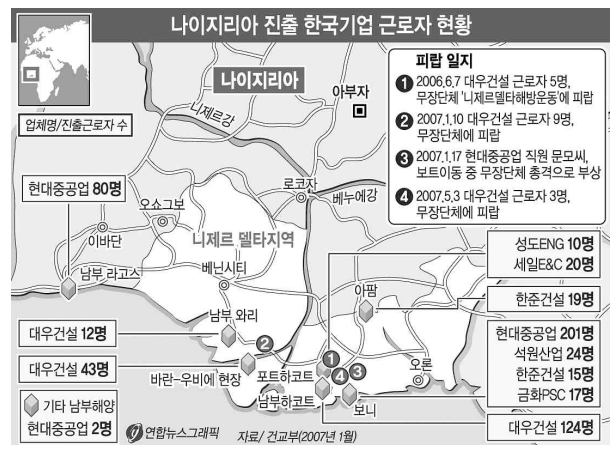 나이지리아 진출 한국기업 근로자 현황
업체명/진출근로자 수
나이지리아
아부자
니제르강
피랍 일지
❶ 2006.6.7 대우건설 근로자 5명,
무장단체 '니제르델타해방운동'에 피랍
❷ 2007.1.10 대우건설 근로자 9명,
무장단체에 피랍
❸ 2007.1.17 현대중공업 직원 문모씨,
보트이동 중 무장단체 총격으로 부상
❹ 2007.5.3 대우건설 근로자 3명,
무장단체에 피랍
현대중공업 80명
오쇼그보
로코자
베누에강
이바단
니제르 델타지역
남부 라고스
베닌시티
아팜
성도ENG 10명
세일E&C 20명
한준건설 19명
남부 와리
대우건설 12명
❷
대우건설 43명
바란-우비에 현장
포트하코트
❶
❹ ❸
오론
남부하코트
보니
현대중공업 201명
석원산업 24명
한준건설 15명
금화PSC 17명
대우건설 124명
기타 남부해양
현대중공업 2명
연합뉴스그래픽
자료/ 건교부(2007년 1월)